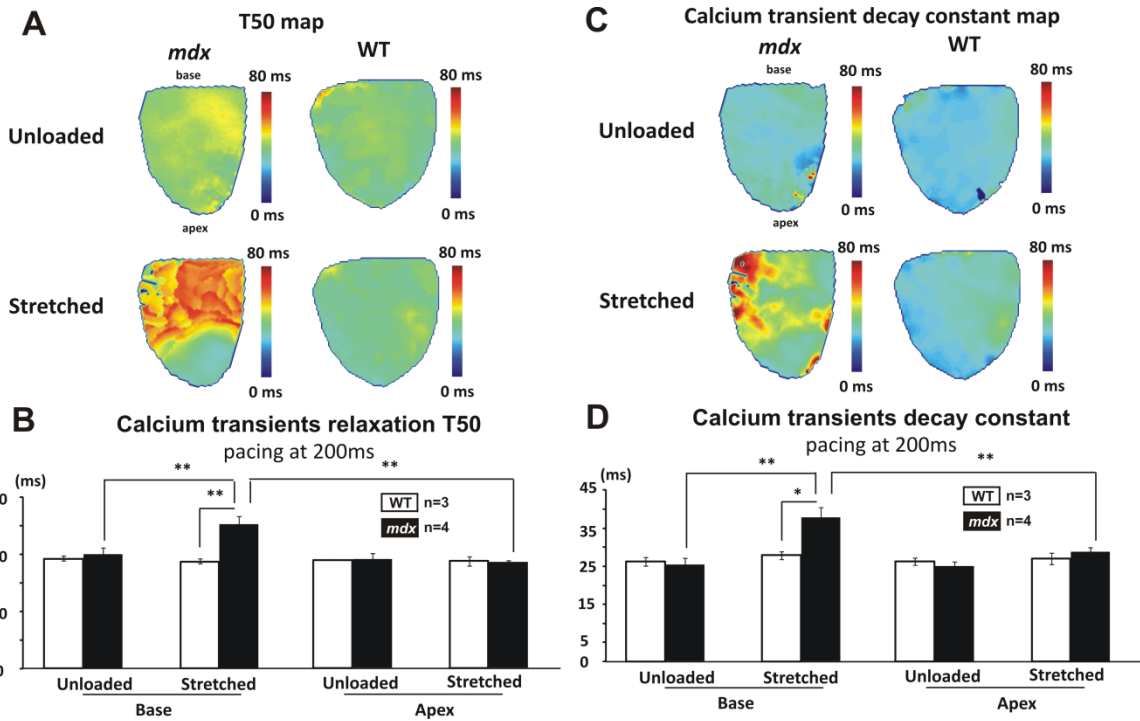 A
T50 map
mdx
WT
base
80 ms
80 ms
Unloaded
0 ms
0 ms
apex
80 ms
80 ms
Stretched
0 ms
0 ms
C
Calcium transient decay constant map
mdx
WT
base
80 ms
80 ms
Unloaded
0 ms
0 ms
apex
80 ms
80 ms
Stretched
0 ms
0 ms
B
Calcium transients relaxation T50
pacing at 200ms
(ms)
**
**
**
WT n=3
mdx n=4
0
0
0
0
Unloaded Stretched Unloaded Stretched
Base Apex
D
Calcium transients decay constant
pacing at 200ms
(ms)
**
**
*
WT n=3
mdx n=4
45
35
25
15
5
0
Unloaded Stretched Unloaded Stretched
Base Apex